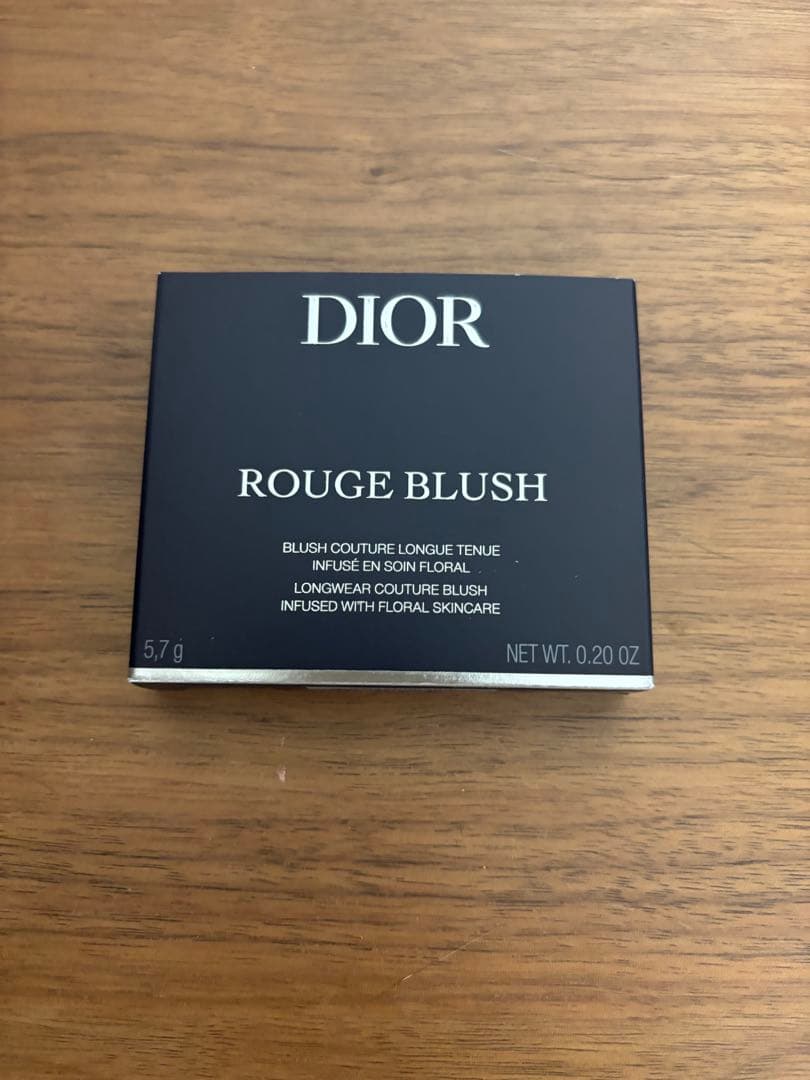 DIOR
ROUGE BLUSH
BLUSH COUTURE LONGUE TENUE
INFUSÉ EN SOIN FLORAL
LONGWEAR COUTURE BLUSH
INFUSED WITH FLORAL SKINCARE
5,7 g
NET WT. 0.20 OZ